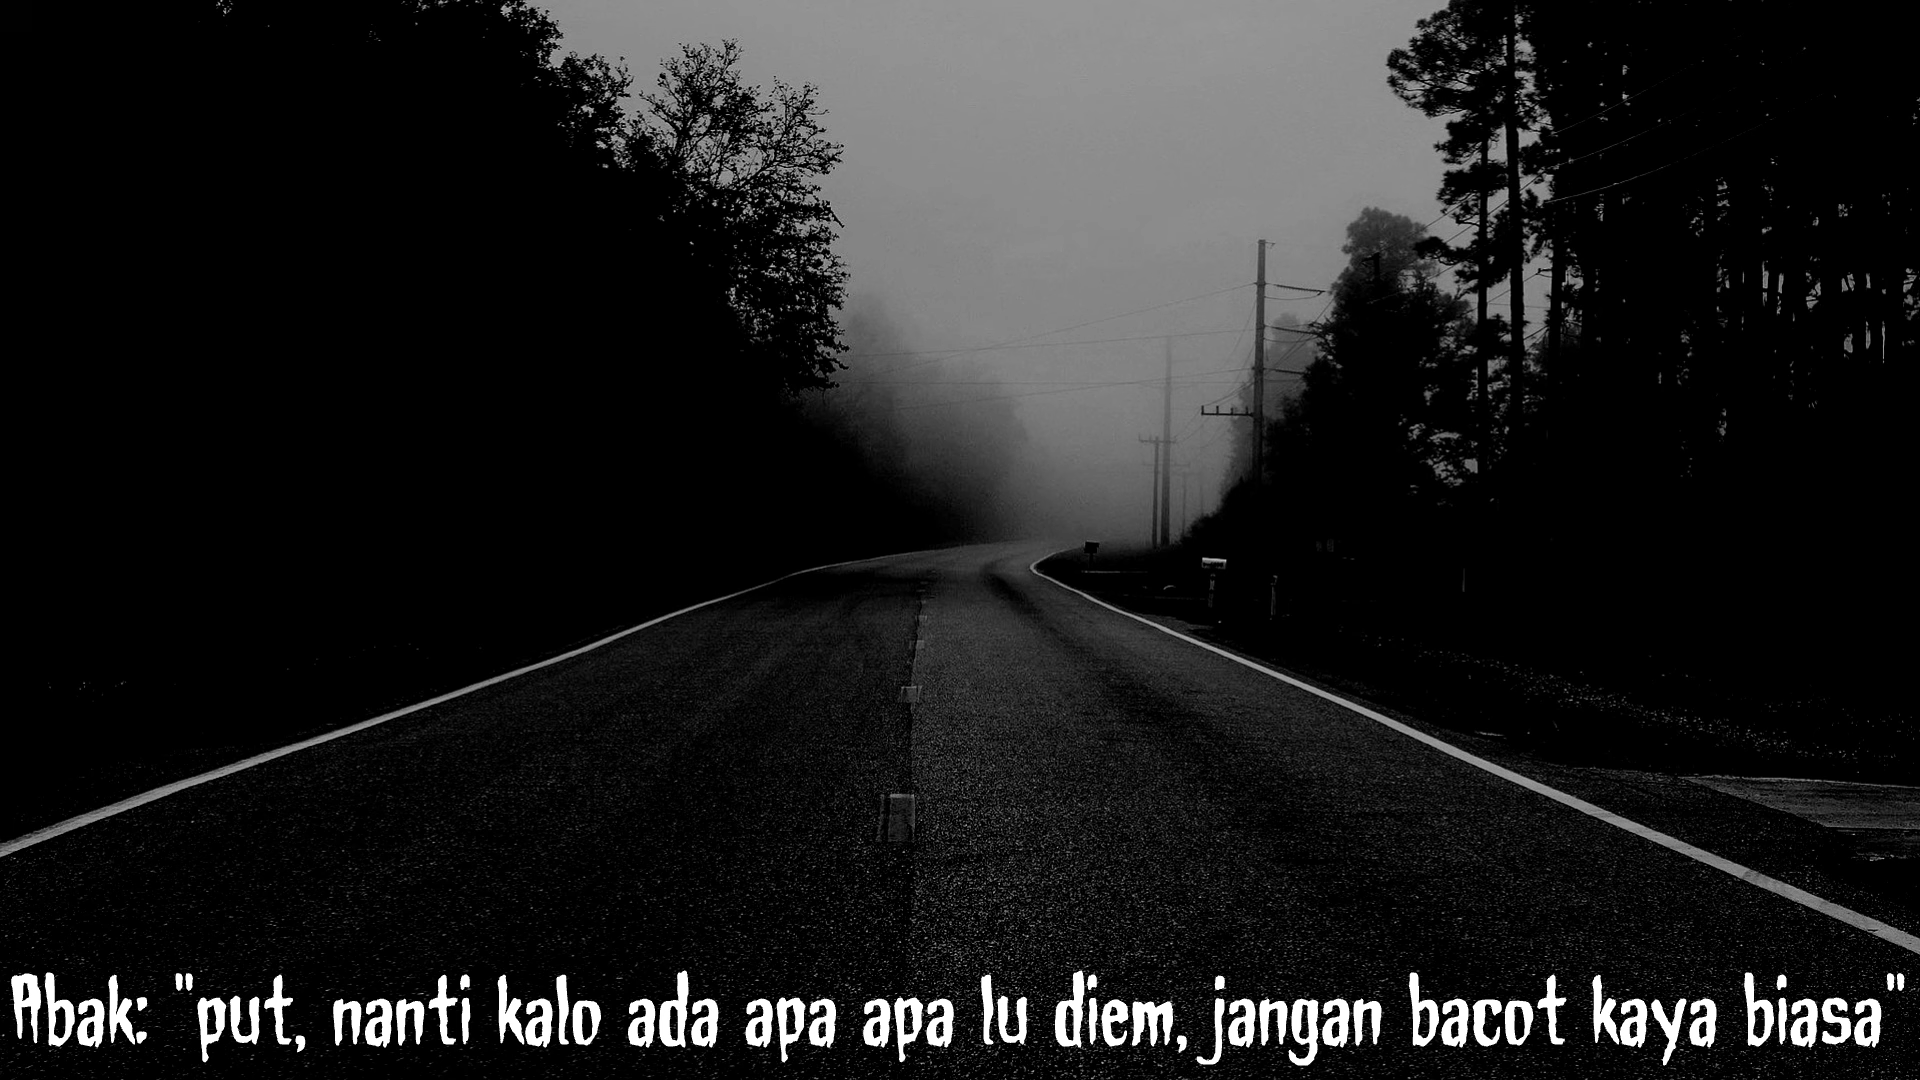 Abak: "put, nanti kalo ada apa apa lu diem, jangan bacot kaya biasa"